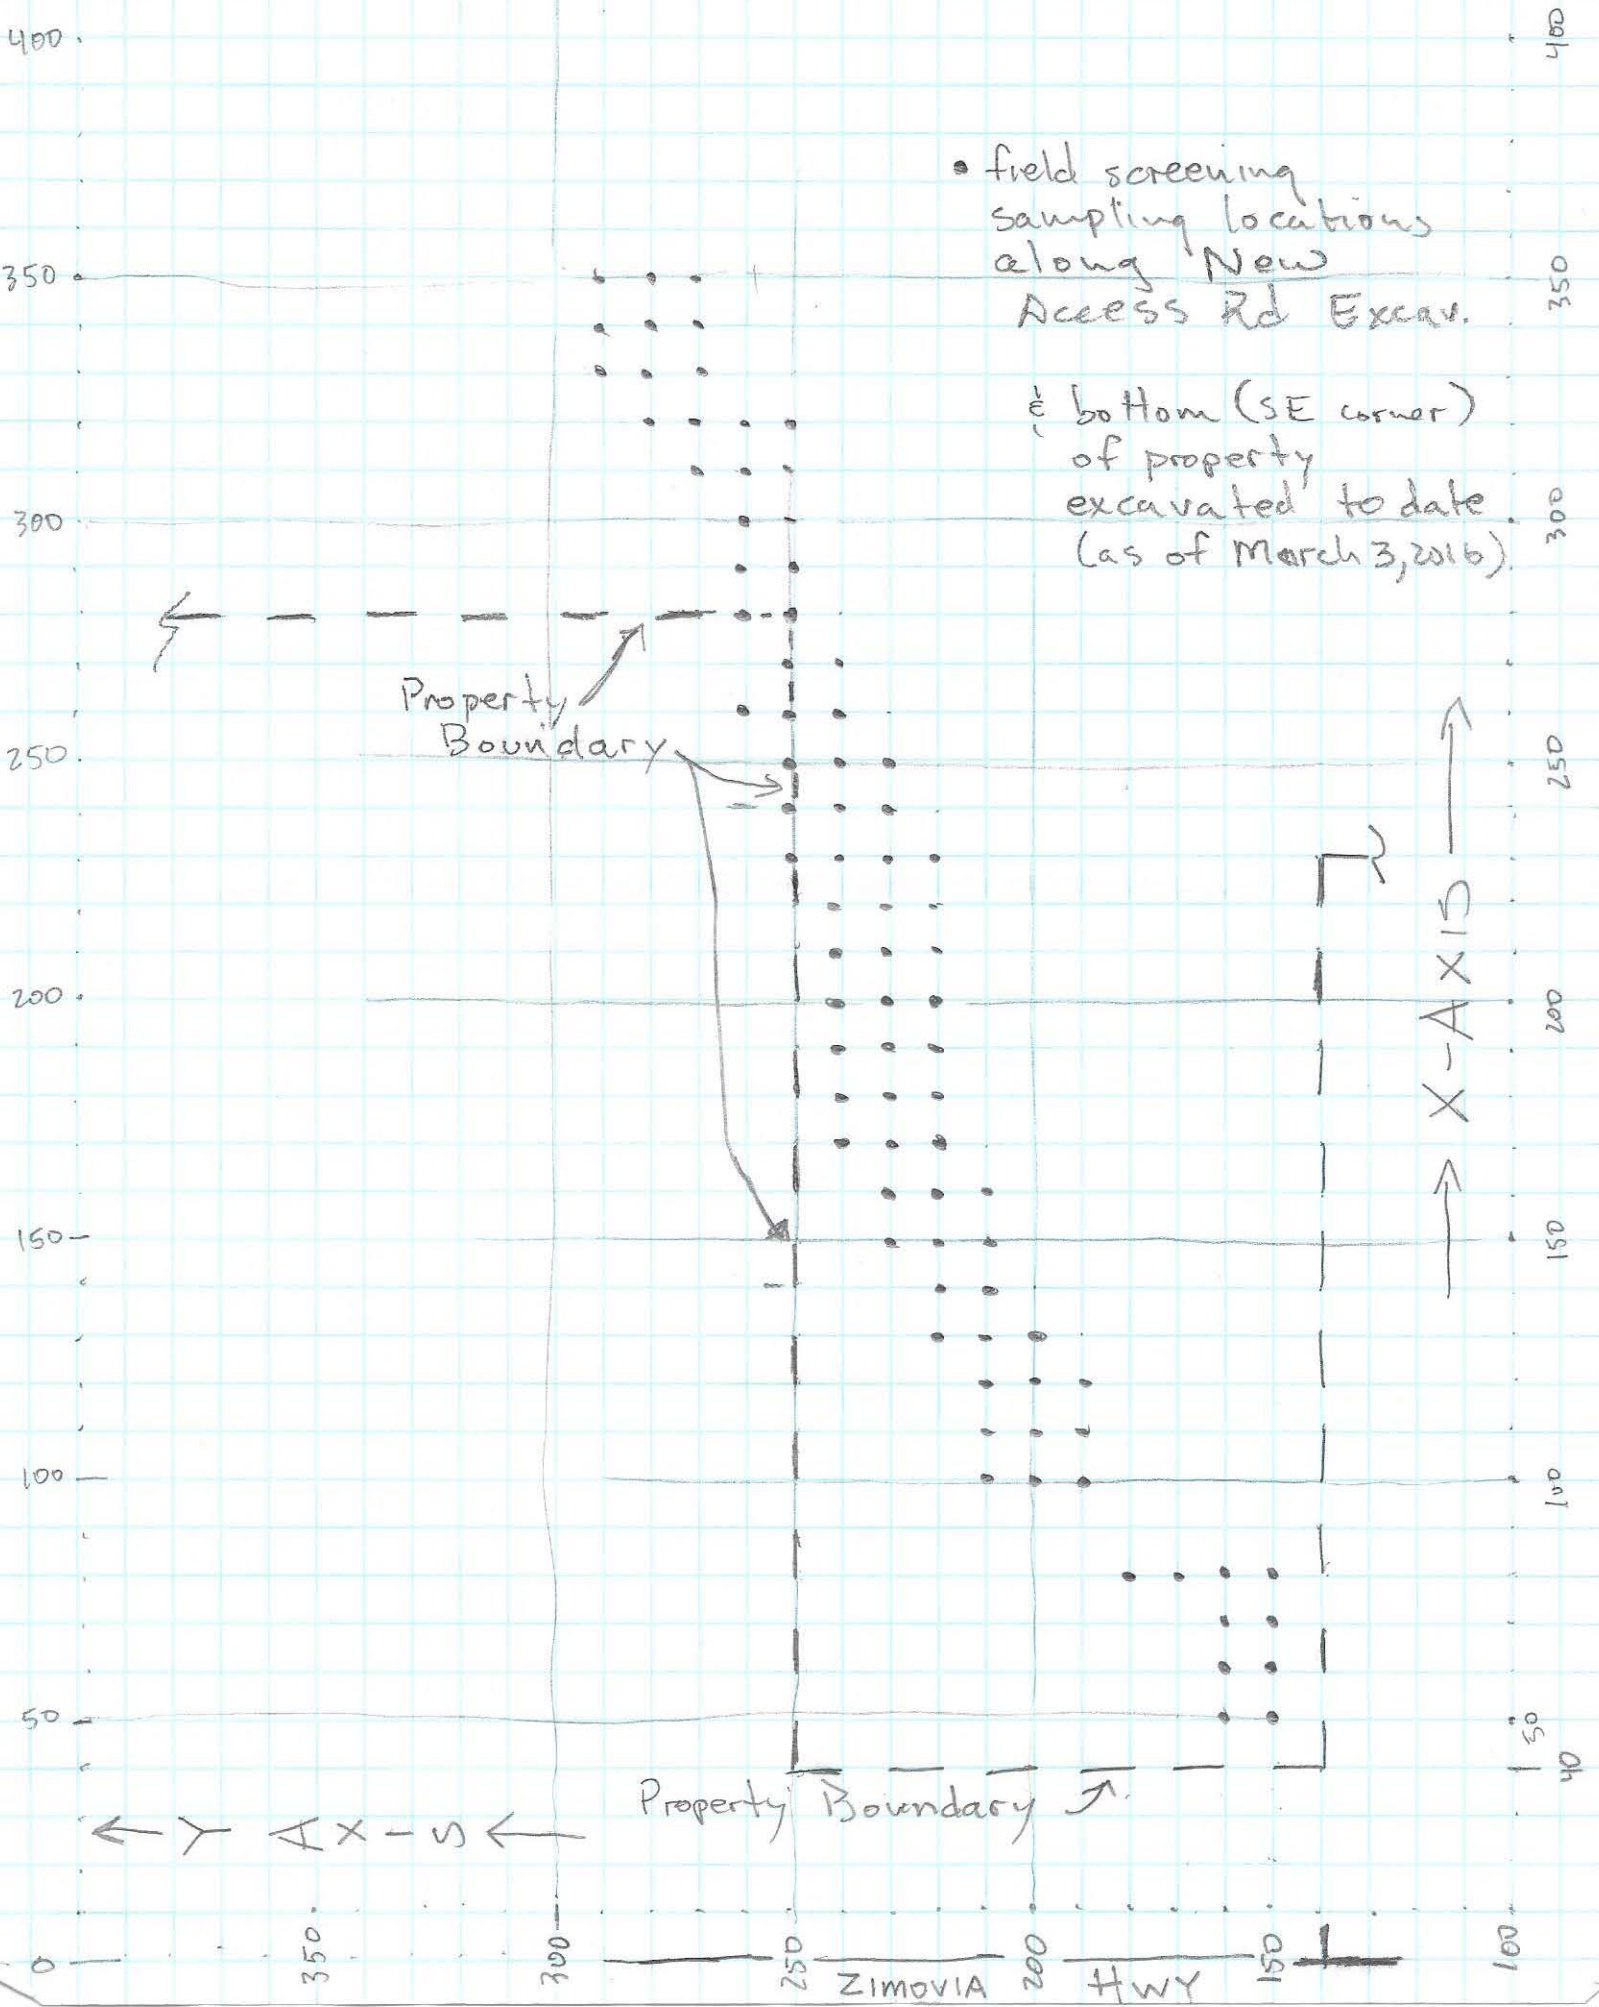 400
400
• field screening
sampling locations
along New
Access Rd Excav.
350
350
& bottom (SE corner)
of property
excavated to date
(as of March 3, 2016).
300
300
Property
Boundary
250
250
X-AXIS
200
200
150
150
100
100
50
50
40
Property Boundary
Y AXIS
0
350
300
250
200
150
100
ZIMOVIA HWY